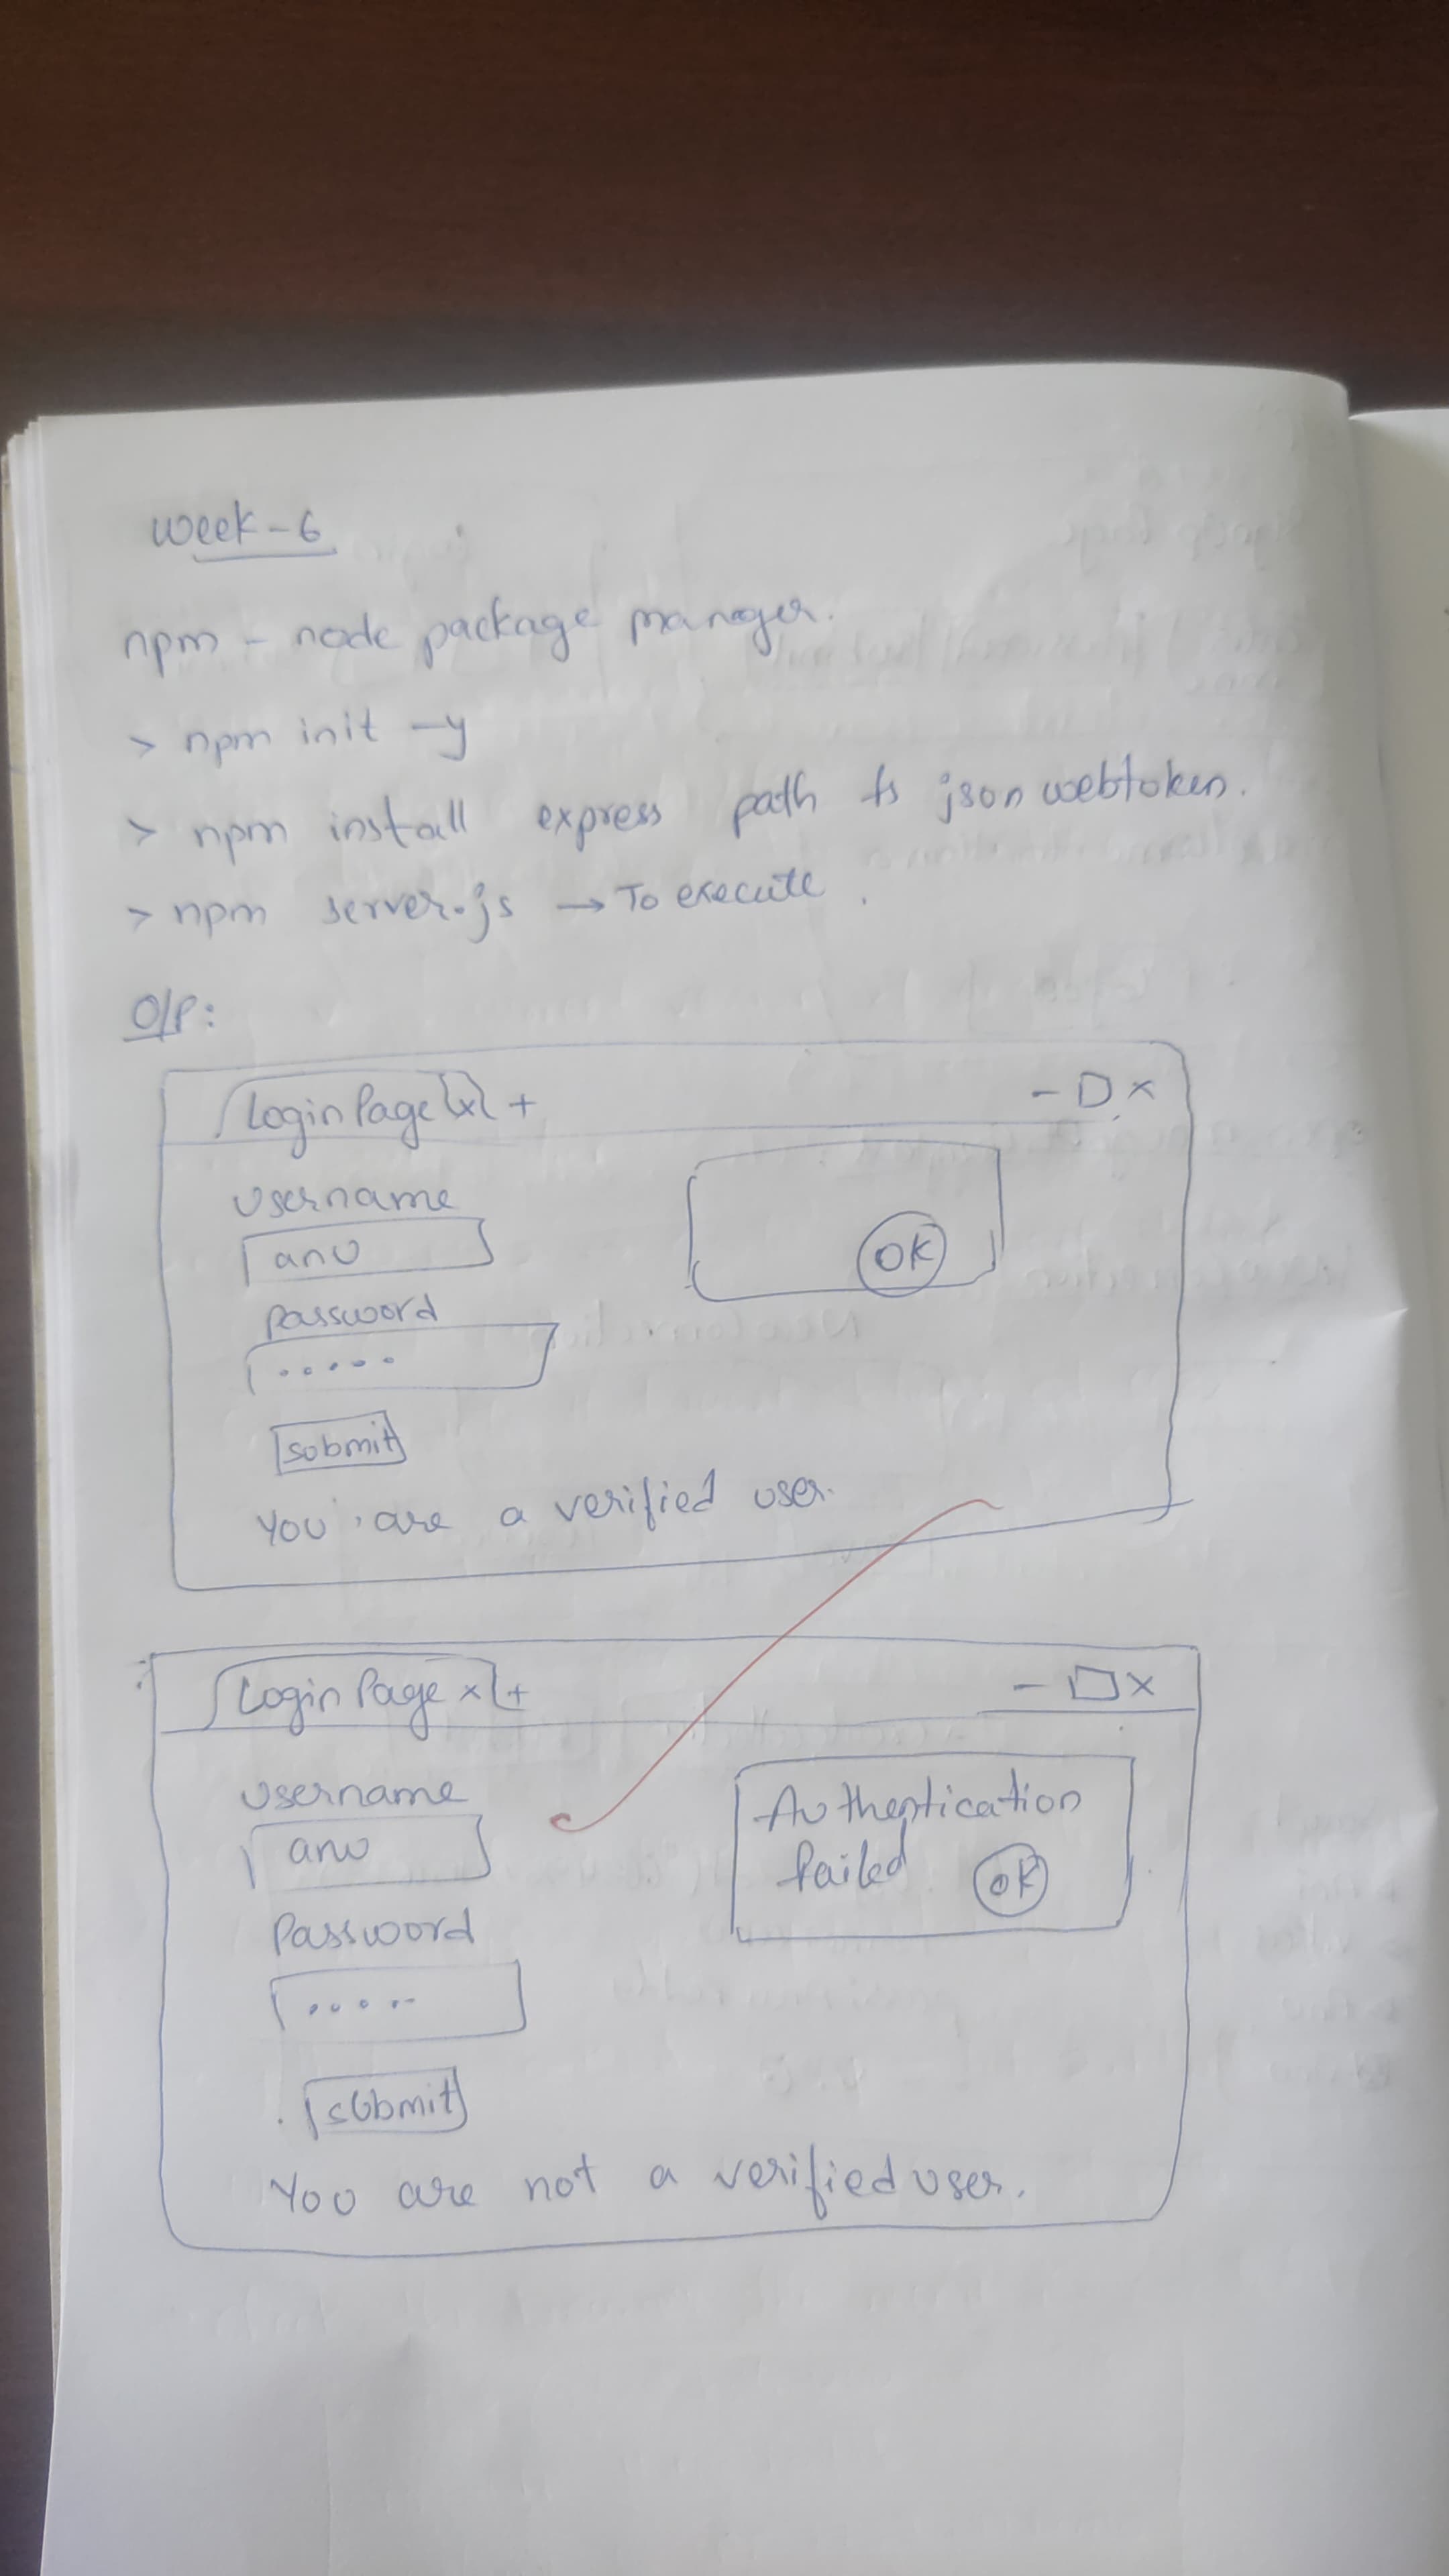 week-6
npm - node package manager.
> npm init -y
> npm install express path fs jsonwebtoken.
> npm server.js → To execute.
O/P:
Login Page x + - □ x
Username
anu
OK
password
.....
submit
You are a verified user.
Login Page x + - □ x
Username
anu
Authentication
failed OK
Password
.....
submit
You are not a verified user.